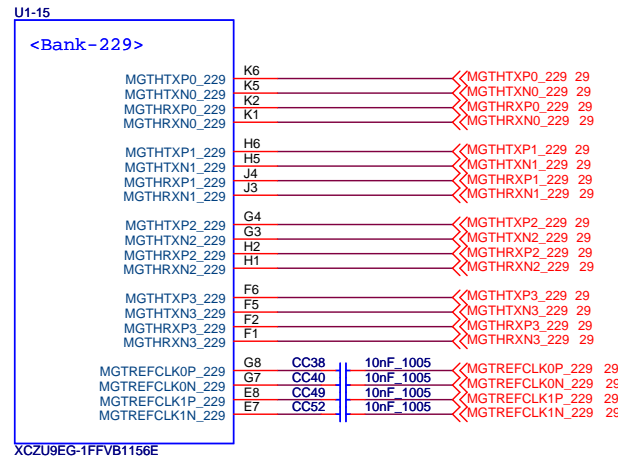 U1-15
<Bank-229>
MGTHTXP0_229 K6 MGTHTXP0_229 29
MGTHTXN0_229 K5 MGTHTXN0_229 29
MGTHRXP0_229 K2 MGTHRXP0_229 29
MGTHRXN0_229 K1 MGTHRXN0_229 29
MGTHTXP1_229 H6 MGTHTXP1_229 29
MGTHTXN1_229 H5 MGTHTXN1_229 29
MGTHRXP1_229 J4 MGTHRXP1_229 29
MGTHRXN1_229 J3 MGTHRXN1_229 29
MGTHTXP2_229 G4 MGTHTXP2_229 29
MGTHTXN2_229 G3 MGTHTXN2_229 29
MGTHRXP2_229 H2 MGTHRXP2_229 29
MGTHRXN2_229 H1 MGTHRXN2_229 29
MGTHTXP3_229 F6 MGTHTXP3_229 29
MGTHTXN3_229 F5 MGTHTXN3_229 29
MGTHRXP3_229 F2 MGTHRXP3_229 29
MGTHRXN3_229 F1 MGTHRXN3_229 29
MGTREFCLK0P_229 G8 CC38 10nF_1005 MGTREFCLK0P_229 29
MGTREFCLK0N_229 G7 CC40 10nF_1005 MGTREFCLK0N_229 29
MGTREFCLK1P_229 E8 CC49 10nF_1005 MGTREFCLK1P_229 29
MGTREFCLK1N_229 E7 CC52 10nF_1005 MGTREFCLK1N_229 29
XCZU9EG-1FFVB1156E